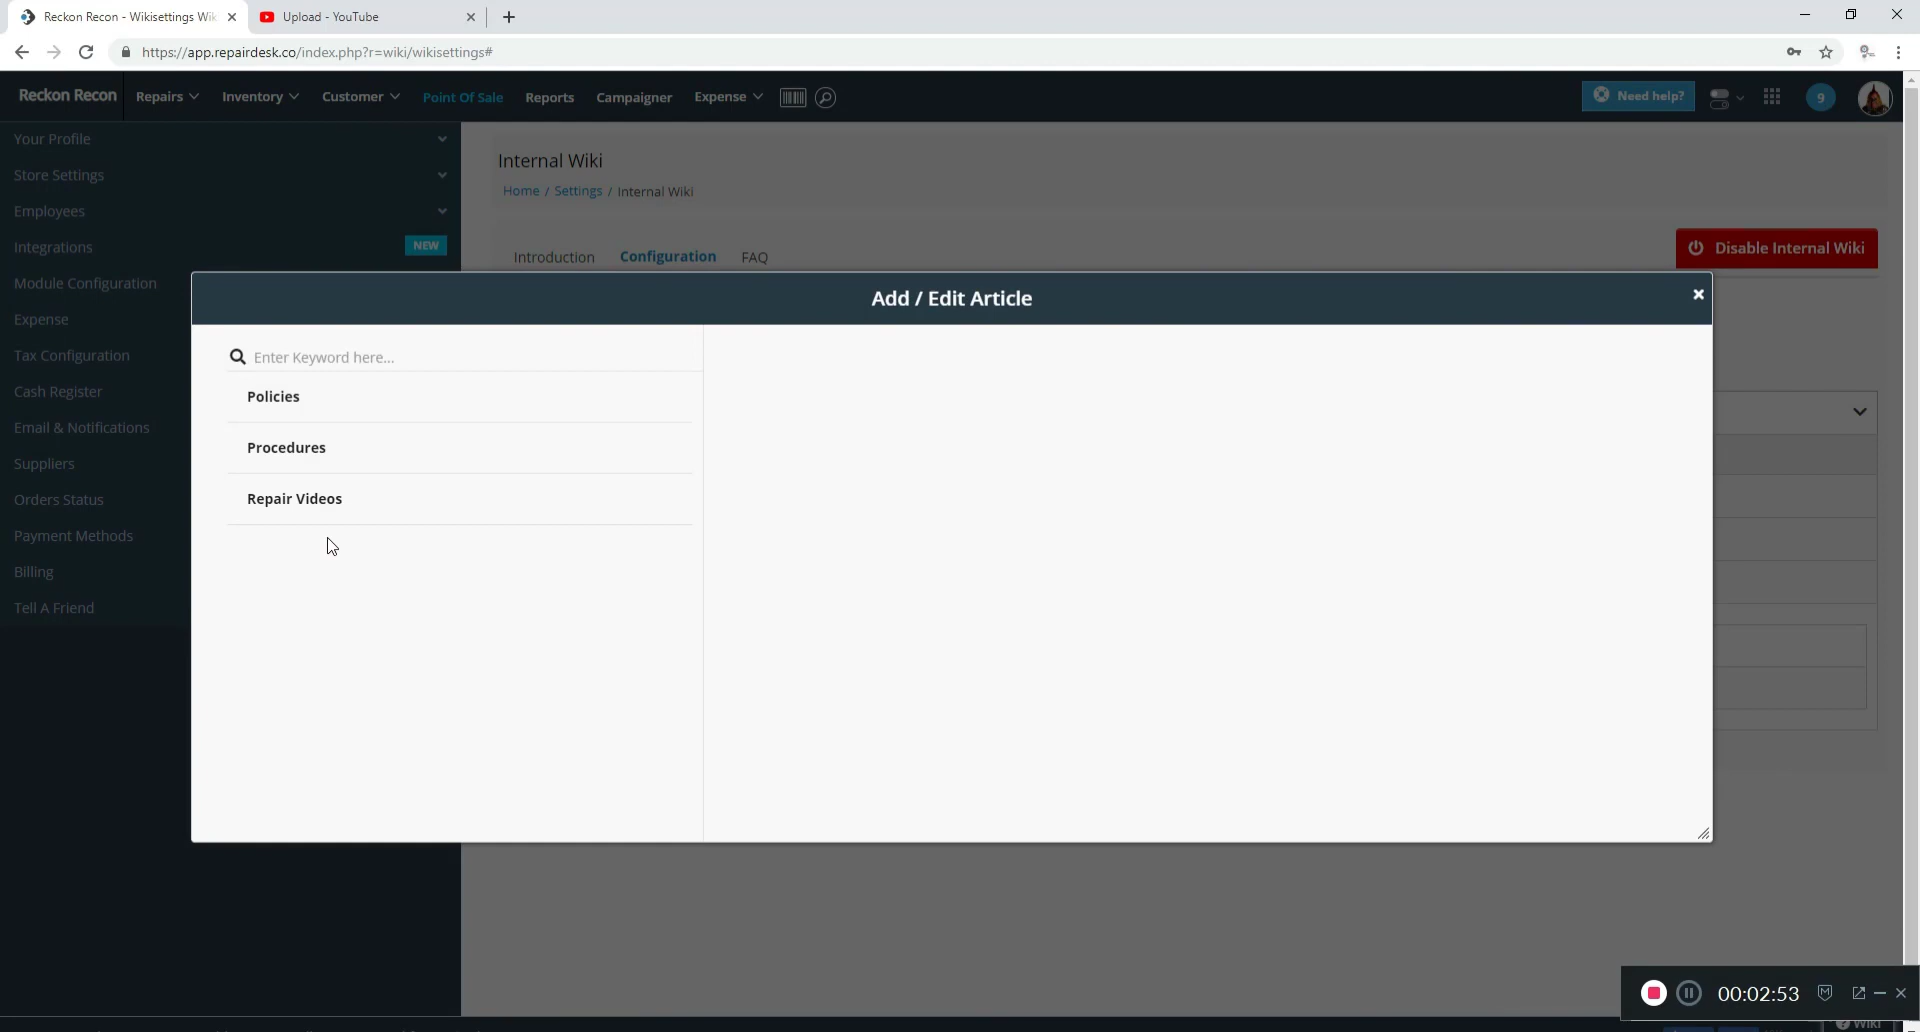 Reckon Recon - Wikisettings Wik
Upload - YouTube
https://app.repairdesk.co/index.php?r=wiki/wikisettings#
Reckon Recon
Repairs
Inventory
Customer
Point Of Sale
Reports
Campaigner
Expense
Need help?
9
Your Profile
Store Settings
Employees
Integrations
NEW
Module Configuration
Expense
Tax Configuration
Cash Register
Email & Notifications
Suppliers
Orders Status
Payment Methods
Billing
Tell A Friend
Internal Wiki
Home / Settings / Internal Wiki
Introduction
Configuration
FAQ
Disable Internal Wiki
Add / Edit Article
Enter Keyword here...
Policies
Procedures
Repair Videos
00:02:53
Wiki